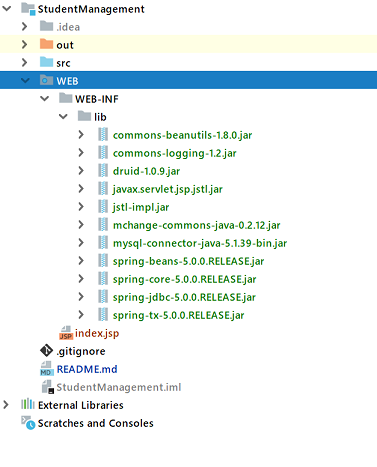 StudentManagement
.idea
out
src
WEB
WEB-INF
lib
commons-beanutils-1.8.0.jar
commons-logging-1.2.jar
druid-1.0.9.jar
javax.servlet.jsp.jstl.jar
jstl-impl.jar
mchange-commons-java-0.2.12.jar
mysql-connector-java-5.1.39-bin.jar
spring-beans-5.0.0.RELEASE.jar
spring-core-5.0.0.RELEASE.jar
spring-jdbc-5.0.0.RELEASE.jar
spring-tx-5.0.0.RELEASE.jar
JSP index.jsp
.gitignore
MD README.md
StudentManagement.iml
External Libraries
Scratches and Consoles